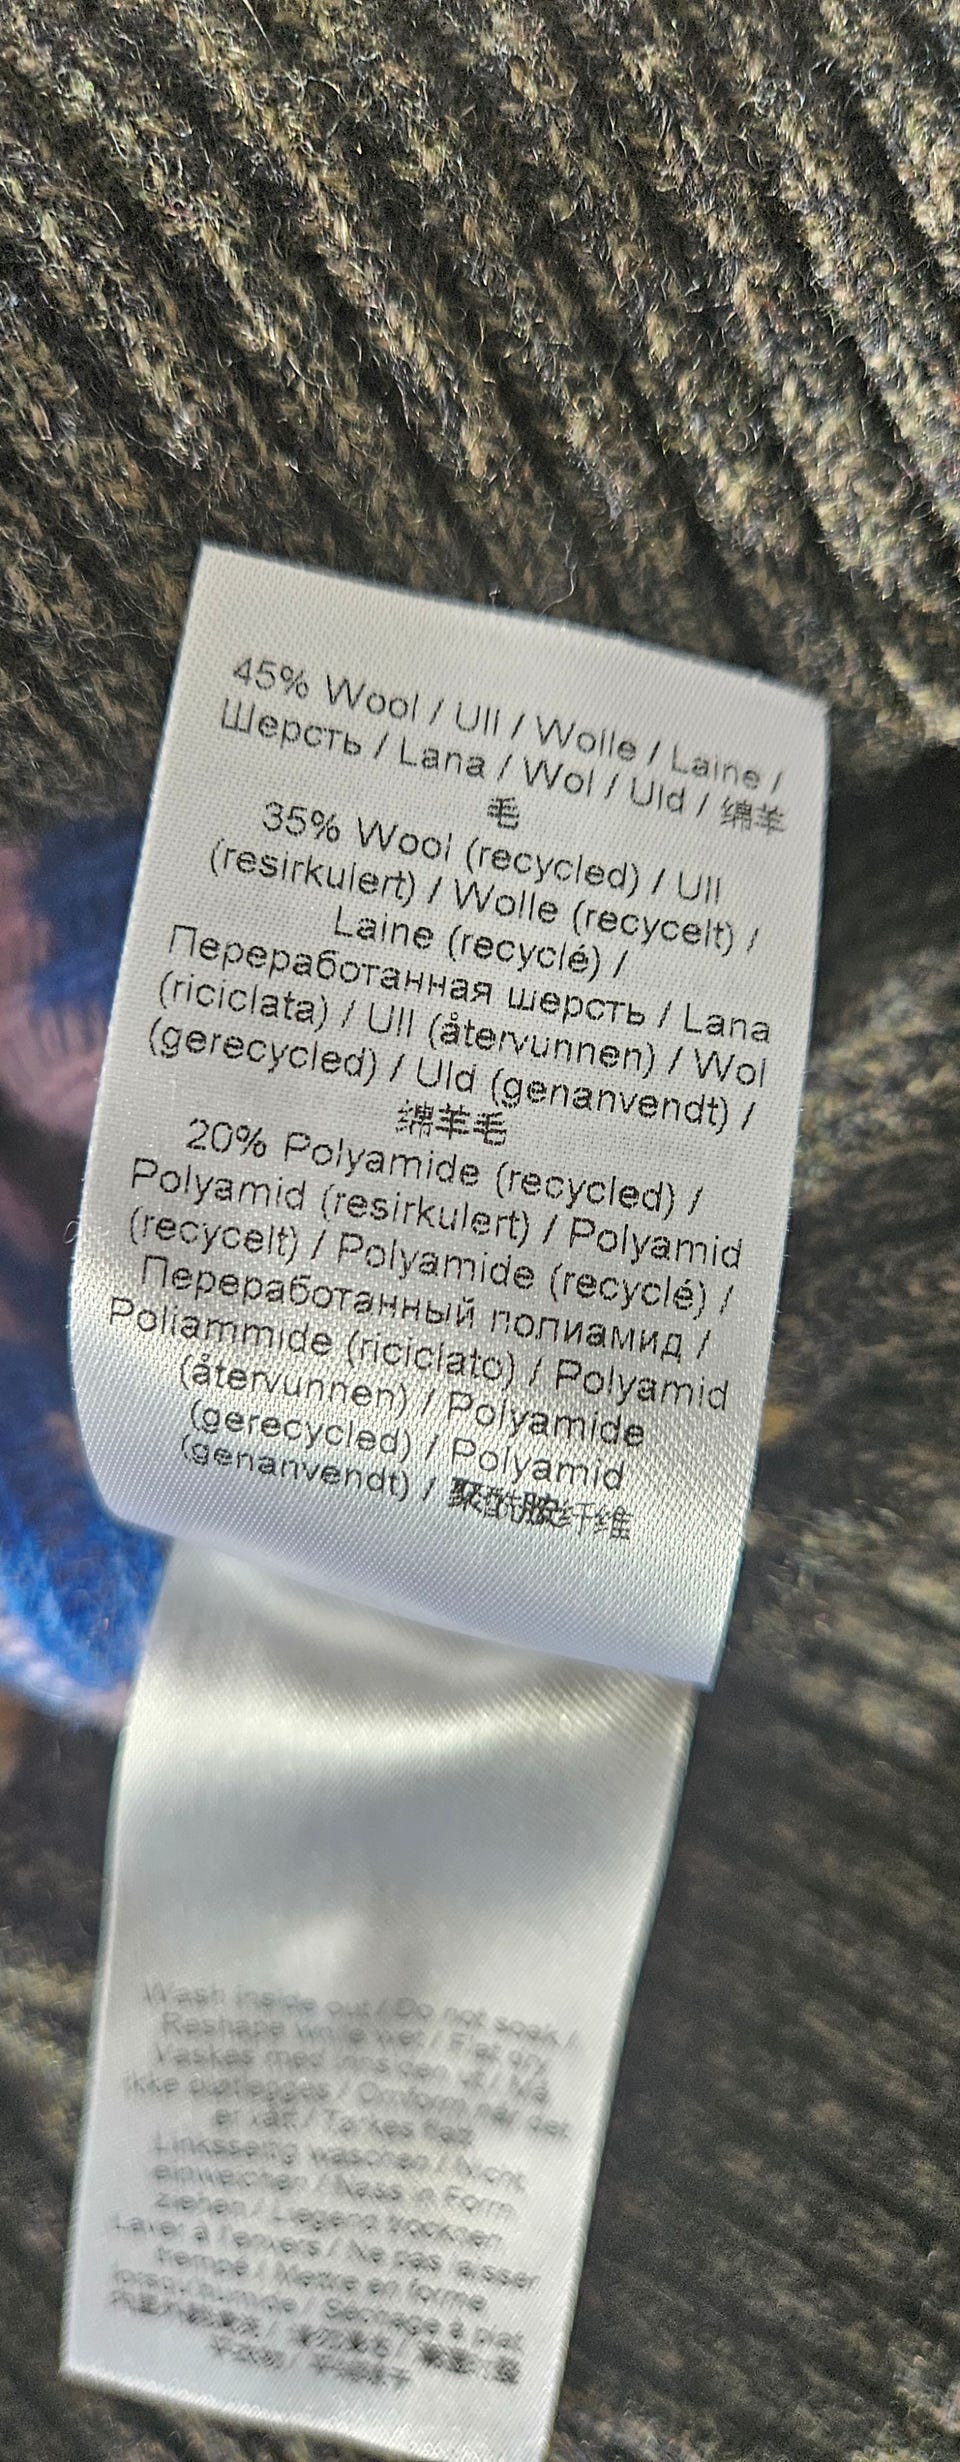 45% Wool / Ull / Wolle / Laine /
Шерсть / Lana / Wol / Uld / 绵羊
毛
35% Wool (recycled) / Ull
(resirkulert) / Wolle (recycelt) /
Laine (recyclé) /
Переработанная шерсть / Lana
(riciclata) / Ull (återvunnen) / Wol
(gerecycled) / Uld (genanvendt) /
绵羊毛
20% Polyamide (recycled) /
Polyamid (resirkulert) / Polyamid
(recycelt) / Polyamide (recyclé) /
Переработанный полиамид /
Poliammide (riciclato) / Polyamid
(återvunnen) / Polyamide
(gerecycled) / Polyamid
(genanvendt) / 聚酰胺纤维
Wash inside out / Do not soak /
Reshape while wet / Flat dry
Vaskes med innsiden ut / Må
ikke bløtlegges / Omform når det
er vått / Tørkes flatt
Linksseitig waschen / Nicht
einweichen / Nass in Form
ziehen / Liegend trocknen
Laver à l'envers / Ne pas laisser
trempé / Mettre en forme
lorsqu'humide / Séchage à plat